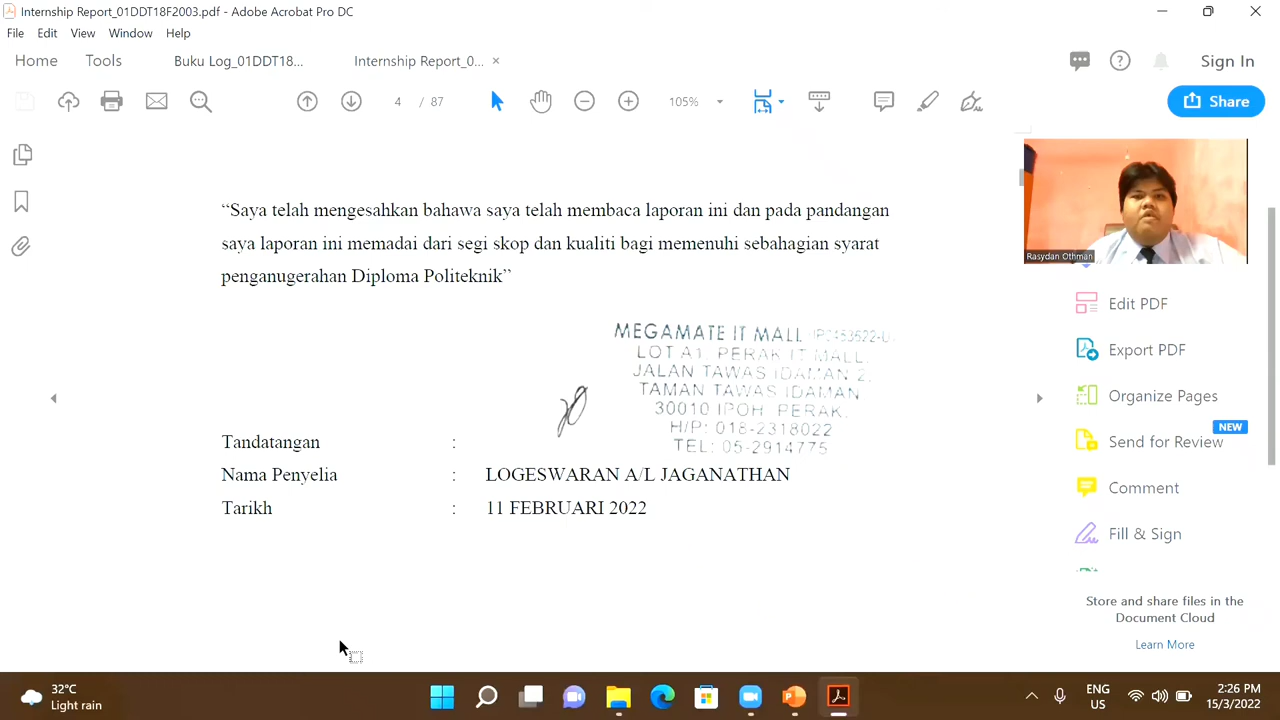 Internship Report_01DDT18F2003.pdf - Adobe Acrobat Pro DC
File Edit View Window Help
Home Tools Buku Log_01DDT18... Internship Report_0... ×
Sign In
4 / 87
105%
Share
“Saya telah mengesahkan bahawa saya telah membaca laporan ini dan pada pandangan
saya laporan ini memadai dari segi skop dan kualiti bagi memenuhi sebahagian syarat
penganugerahan Diploma Politeknik”
MEGAMATE IT MALL
LOT A1, PERAK IT MALL,
JALAN TAWAS IDAMAN 2,
TAMAN TAWAS IDAMAN
30010 IPOH PERAK.
H/P: 018-2318022
TEL: 05-2914775
Tandatangan :
Nama Penyelia : LOGESWARAN A/L JAGANATHAN
Tarikh : 11 FEBRUARI 2022
Rasydan Othman
Edit PDF
Export PDF
Organize Pages
NEW
Send for Review
Comment
Fill & Sign
Store and share files in the
Document Cloud
Learn More
32°C
Light rain
ENG
US
2:26 PM
15/3/2022